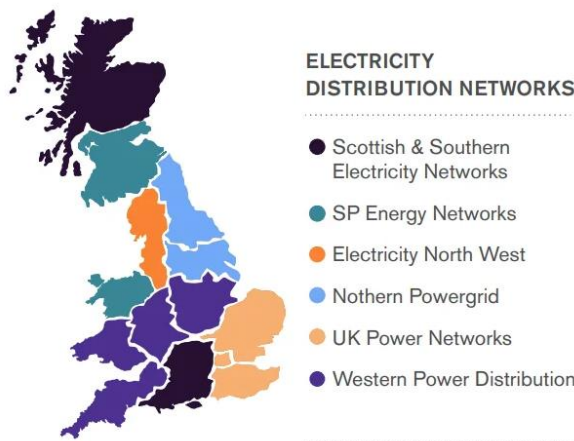 ELECTRICITY
DISTRIBUTION NETWORKS
Scottish & Southern
Electricity Networks
SP Energy Networks
Electricity North West
Nothern Powergrid
UK Power Networks
Western Power Distribution